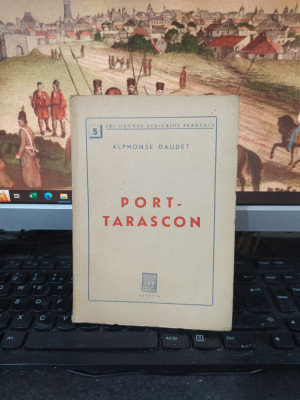 5 LES GRANDS ÉCRIVAINS FRANÇAIS
ALPHONSE DAUDET
PORT-
TARASCON